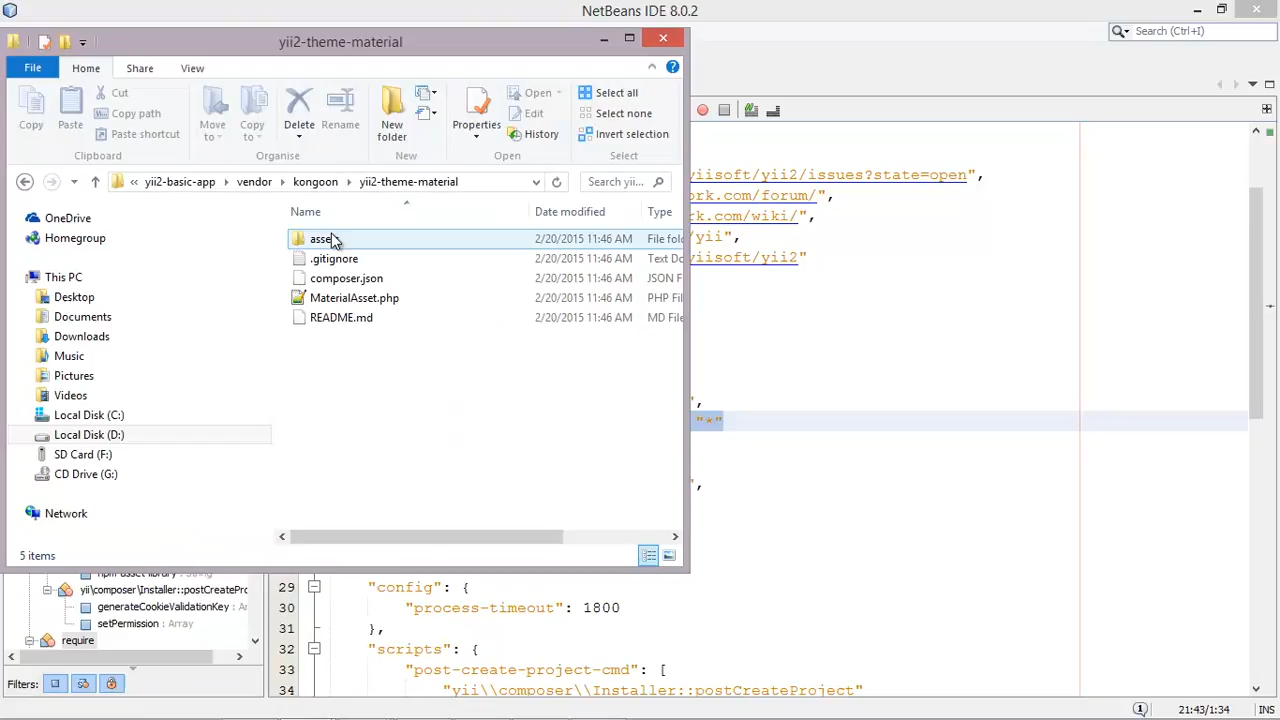 NetBeans IDE 8.0.2
yii2-theme-material
Search (Ctrl+I)
File
Home
Share
View
Copy
Paste
Cut
Copy path
Paste shortcut
Clipboard
Move to
Copy to
Delete
Rename
Organise
New folder
New
Properties
Open
Edit
History
Open
Select all
Select none
Invert selection
Select
yii2-basic-app
vendor
kongoon
yii2-theme-material
Search yii...
Name
Date modified
Type
2/20/2015 11:46 AM File
.gitignore 2/20/2015 11:46 AM Text
composer.json 2/20/2015 11:46 AM JSON
MaterialAsset.php 2/20/2015 11:46 AM PHP
README.md 2/20/2015 11:46 AM MD
OneDrive
Homegroup
This PC
Desktop
Documents
Downloads
Music
Pictures
Videos
Local Disk (C:)
Local Disk (D:)
SD Card (F:)
CD Drive (G:)
Network
5 items
yiisoft/yii2/issues?state=open",
rk.com/forum/",
rk.com/wiki/",
/yii",
yiisoft/yii2"
",
"*"
",
yii\composer\Installer::postCreateProje
generateCookieValidationKey :
setPermission : Array
require
Filters:
29 "config": {
30 "process-timeout": 1800
31 },
32 "scripts": {
33 "post-create-project-cmd": [
34 "yii\\composer\\Installer::postCreateProject"
21:43/1:34
INS